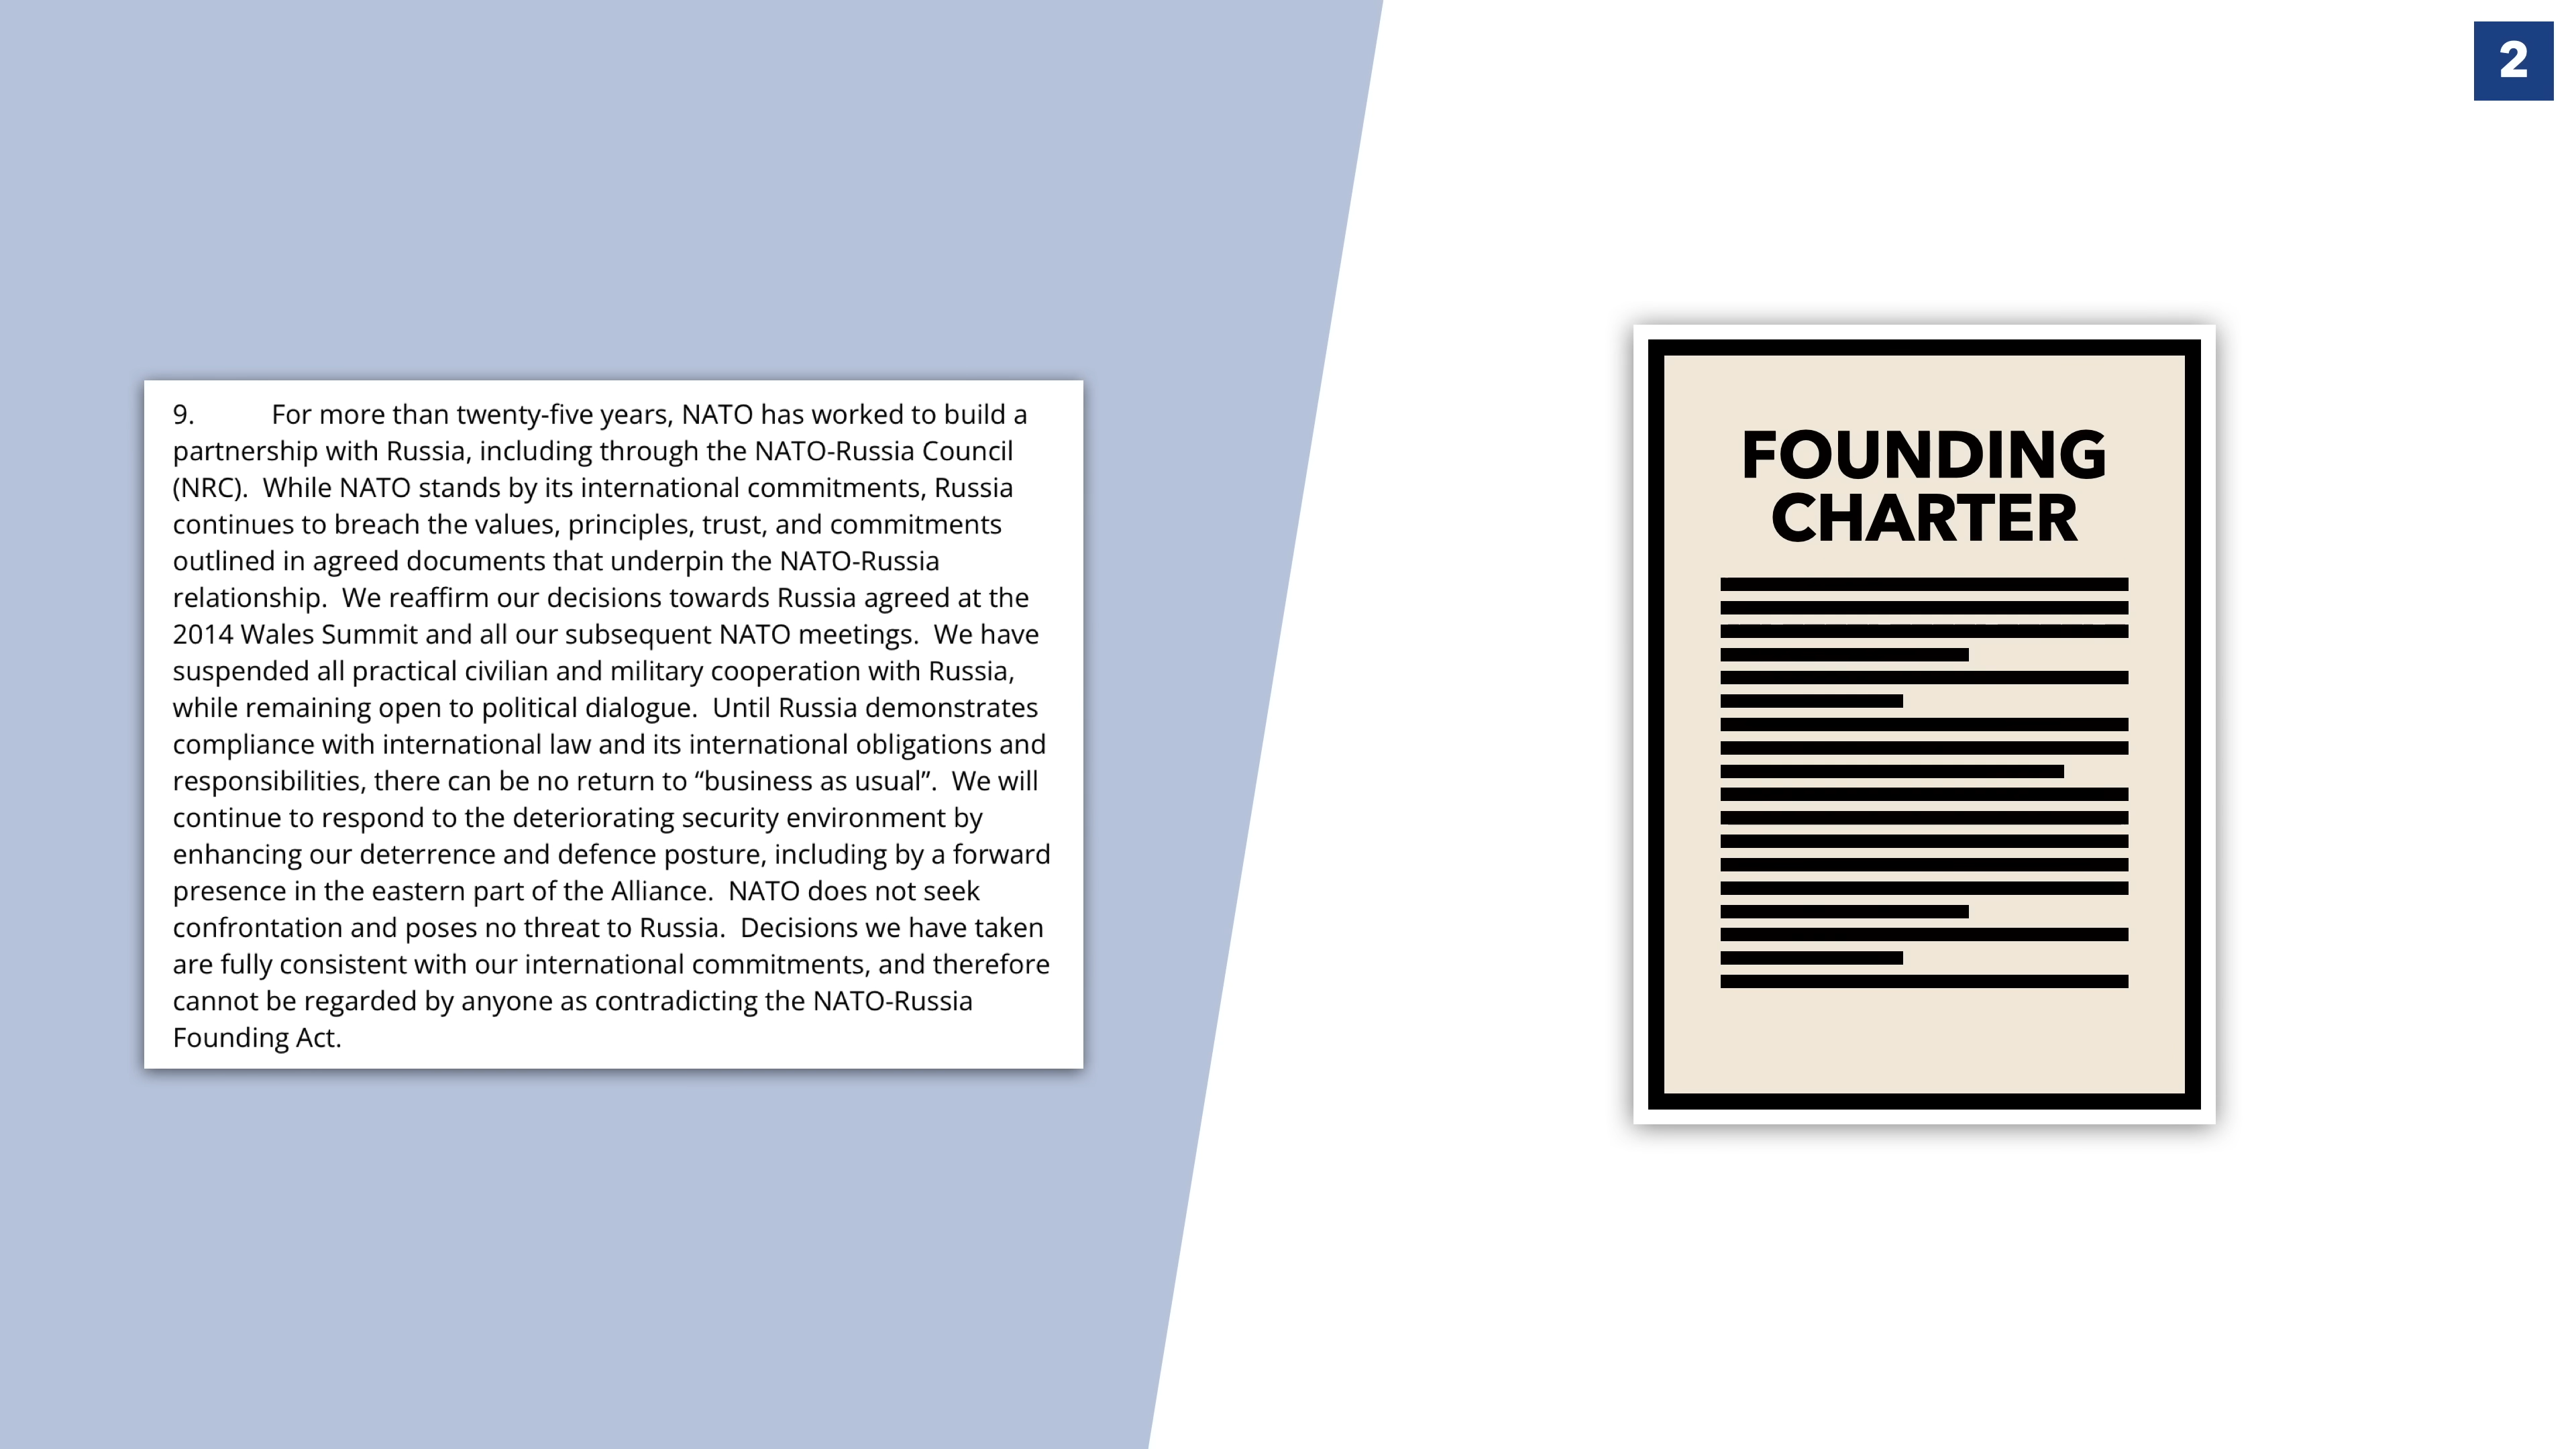 2
9. For more than twenty-five years, NATO has worked to build a
partnership with Russia, including through the NATO-Russia Council
(NRC). While NATO stands by its international commitments, Russia
continues to breach the values, principles, trust, and commitments
outlined in agreed documents that underpin the NATO-Russia
relationship. We reaffirm our decisions towards Russia agreed at the
2014 Wales Summit and all our subsequent NATO meetings. We have
suspended all practical civilian and military cooperation with Russia,
while remaining open to political dialogue. Until Russia demonstrates
compliance with international law and its international obligations and
responsibilities, there can be no return to “business as usual”. We will
continue to respond to the deteriorating security environment by
enhancing our deterrence and defence posture, including by a forward
presence in the eastern part of the Alliance. NATO does not seek
confrontation and poses no threat to Russia. Decisions we have taken
are fully consistent with our international commitments, and therefore
cannot be regarded by anyone as contradicting the NATO-Russia
Founding Act.
FOUNDING
CHARTER